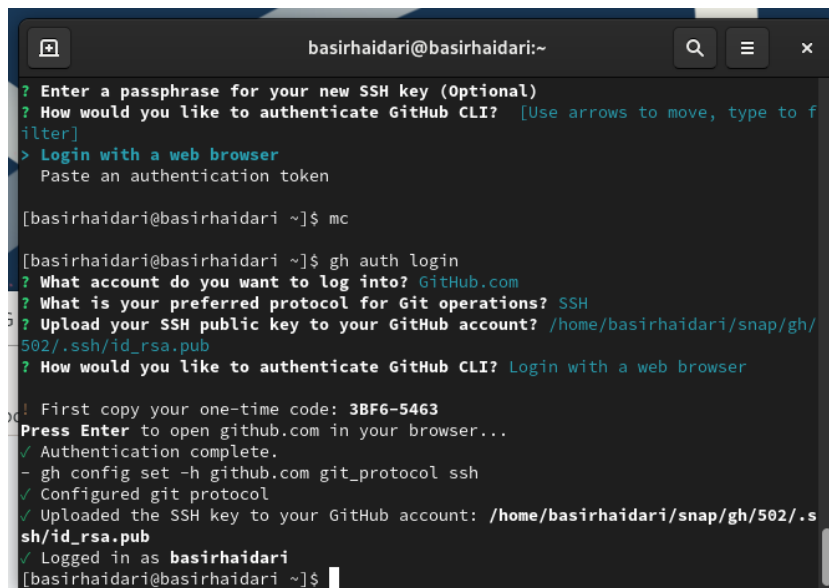 basirhaidari@basirhaidari:~
? Enter a passphrase for your new SSH key (Optional)
? How would you like to authenticate GitHub CLI?  [Use arrows to move, type to f
ilter]
> Login with a web browser
  Paste an authentication token
[basirhaidari@basirhaidari ~]$ mc
[basirhaidari@basirhaidari ~]$ gh auth login
? What account do you want to log into? GitHub.com
? What is your preferred protocol for Git operations? SSH
? Upload your SSH public key to your GitHub account? /home/basirhaidari/snap/gh/
502/.ssh/id_rsa.pub
? How would you like to authenticate GitHub CLI? Login with a web browser
! First copy your one-time code: 3BF6-5463
Press Enter to open github.com in your browser...
✓ Authentication complete.
- gh config set -h github.com git_protocol ssh
✓ Configured git protocol
✓ Uploaded the SSH key to your GitHub account: /home/basirhaidari/snap/gh/502/.s
sh/id_rsa.pub
✓ Logged in as basirhaidari
[basirhaidari@basirhaidari ~]$